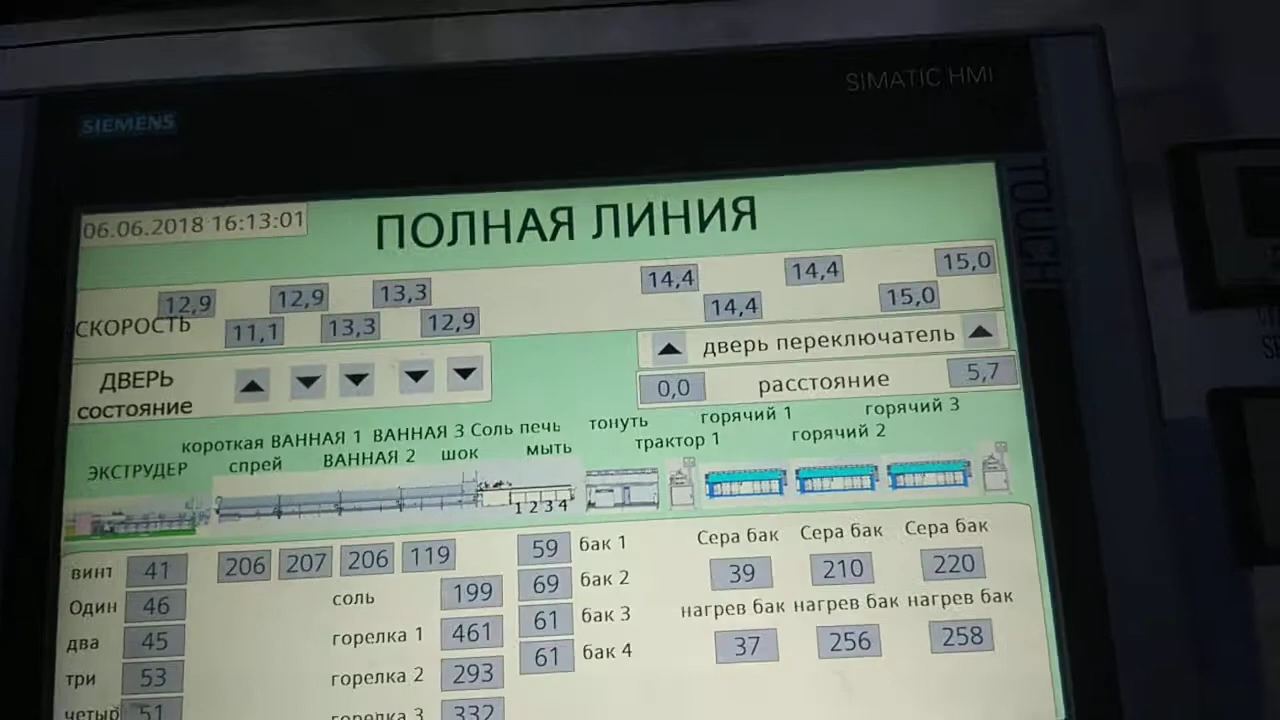 SIMATIC HMI
SIEMENS
TOUCH
06.06.2018 16:13:01
ПОЛНАЯ ЛИНИЯ
12,9 12,9 13,3 14,4 14,4 15,0
СКОРОСТЬ 11,1 13,3 12,9 14,4 15,0
ДВЕРЬ
состояние
дверь переключатель
0,0 расстояние 5,7
короткая ВАННАЯ 1 ВАННАЯ 3 Соль печь тонуть горячий 1 горячий 3
ЭКСТРУДЕР спрей ВАННАЯ 2 шок мыть трактор 1 горячий 2
1 2 3 4
винт 41 206 207 206 119 59 бак 1 Сера бак Сера бак Сера бак
Один 46 соль 199 69 бак 2 39 210 220
два 45 горелка 1 461 61 бак 3 нагрев бак нагрев бак нагрев бак
три 53 горелка 2 293 61 бак 4 37 256 258
четыр 51 горелка 3 332